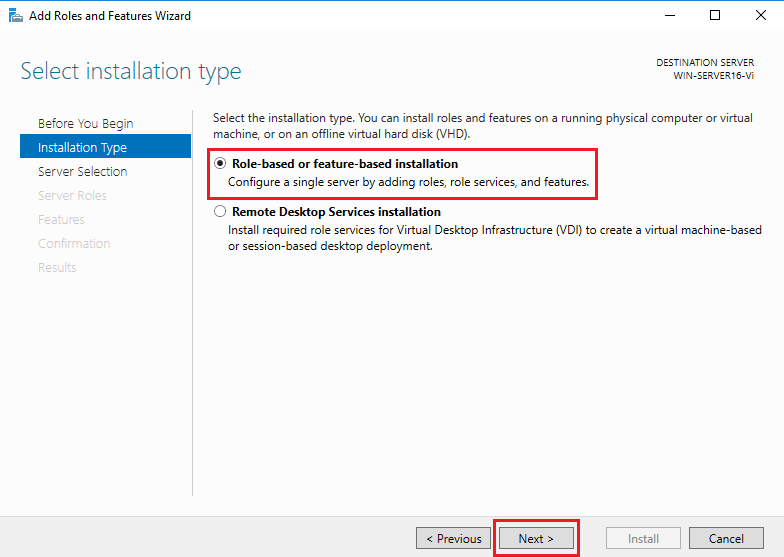 Add Roles and Features Wizard
Select installation type
DESTINATION SERVER
WIN-SERVER16-Vi
Before You Begin
Installation Type
Server Selection
Server Roles
Features
Confirmation
Results
Select the installation type. You can install roles and features on a running physical computer or virtual
machine, or on an offline virtual hard disk (VHD).
Role-based or feature-based installation
Configure a single server by adding roles, role services, and features.
Remote Desktop Services installation
Install required role services for Virtual Desktop Infrastructure (VDI) to create a virtual machine-based
or session-based desktop deployment.
< Previous
Next >
Install
Cancel